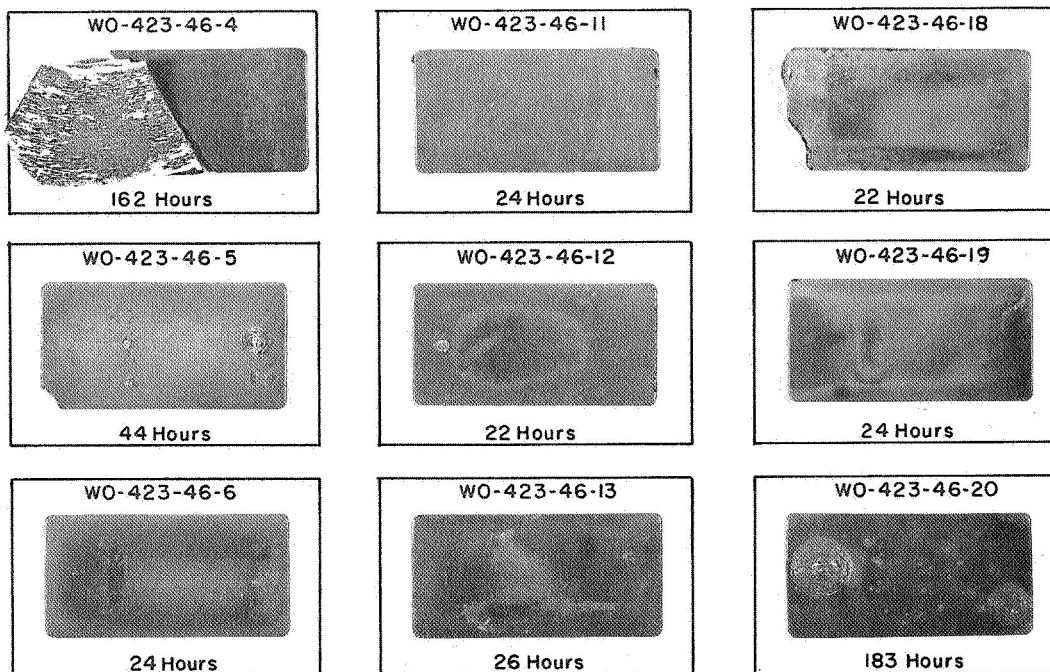 WO-423-46-4
162 Hours
WO-423-46-11
24 Hours
WO-423-46-18
22 Hours
WO-423-46-5
44 Hours
WO-423-46-12
22 Hours
WO-423-46-19
24 Hours
WO-423-46-6
24 Hours
WO-423-46-13
26 Hours
WO-423-46-20
183 Hours